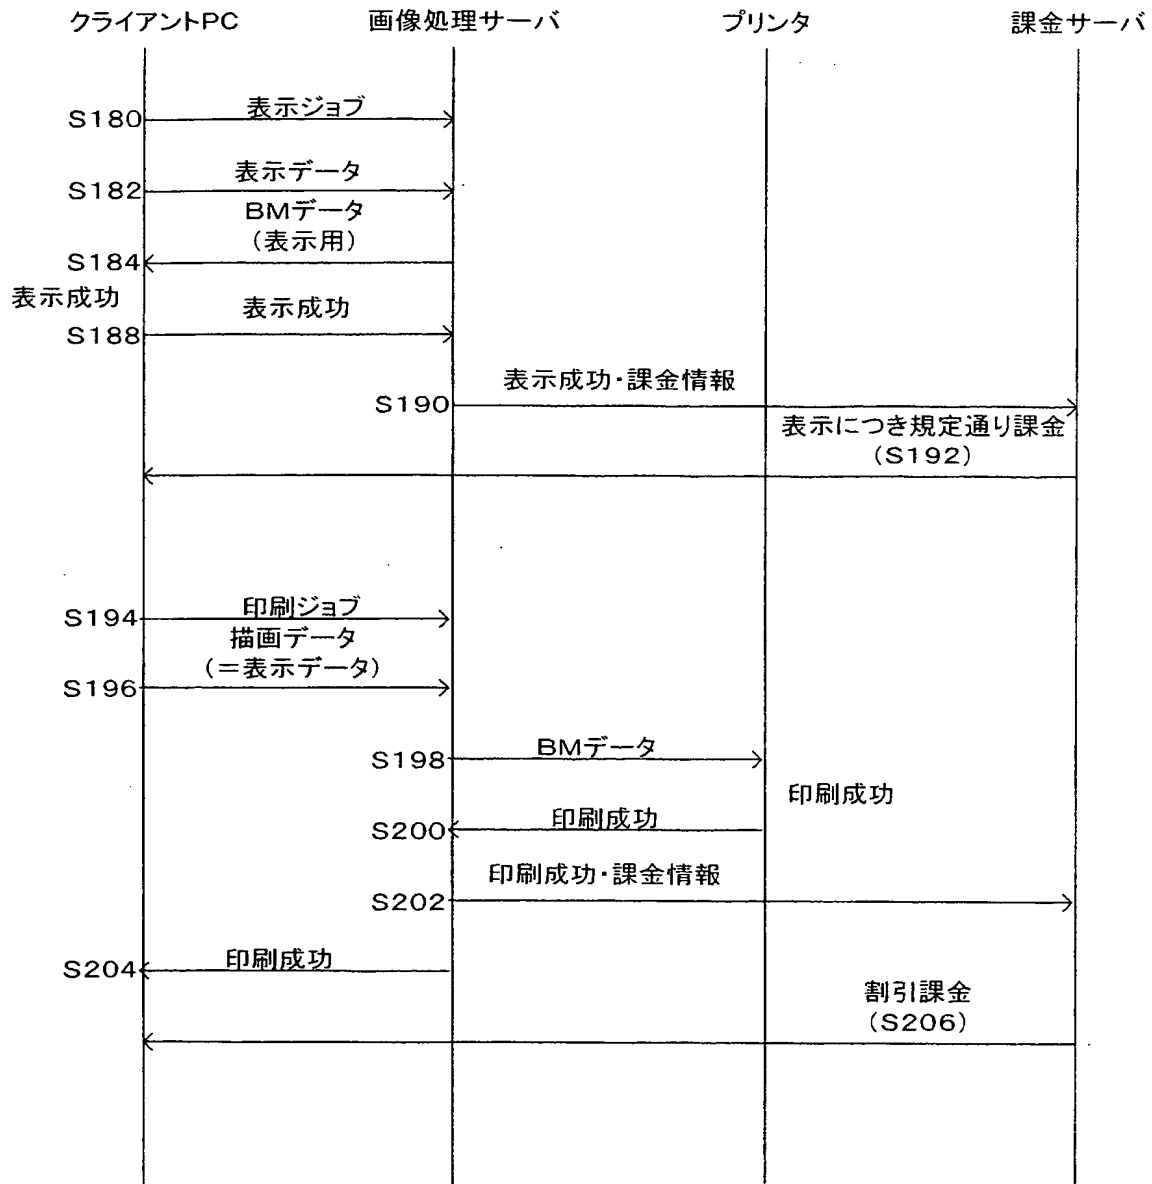 クライアントPC 画像処理サーバ プリンタ 課金サーバ
表示ジョブ
S180
表示データ
S182
BMデータ
(表示用)
S184
表示成功 表示成功
S188
表示成功・課金情報
S190
表示につき規定通り課金
(S192)
印刷ジョブ
S194
描画データ
(=表示データ)
S196
BMデータ
S198
印刷成功
印刷成功
S200
印刷成功・課金情報
S202
印刷成功
S204
割引課金
(S206)